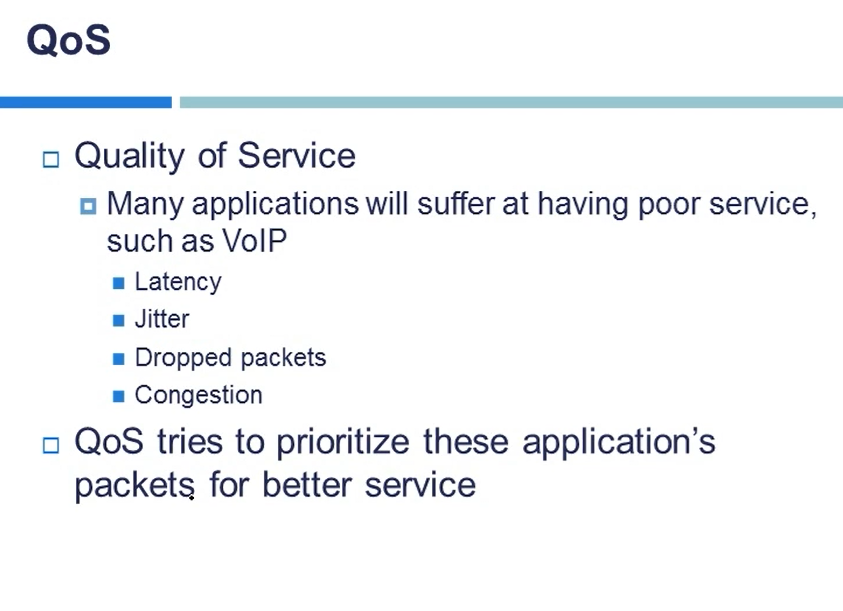 QoS
Quality of Service
Many applications will suffer at having poor service,
such as VoIP
Latency
Jitter
Dropped packets
Congestion
QoS tries to prioritize these application’s
packets for better service